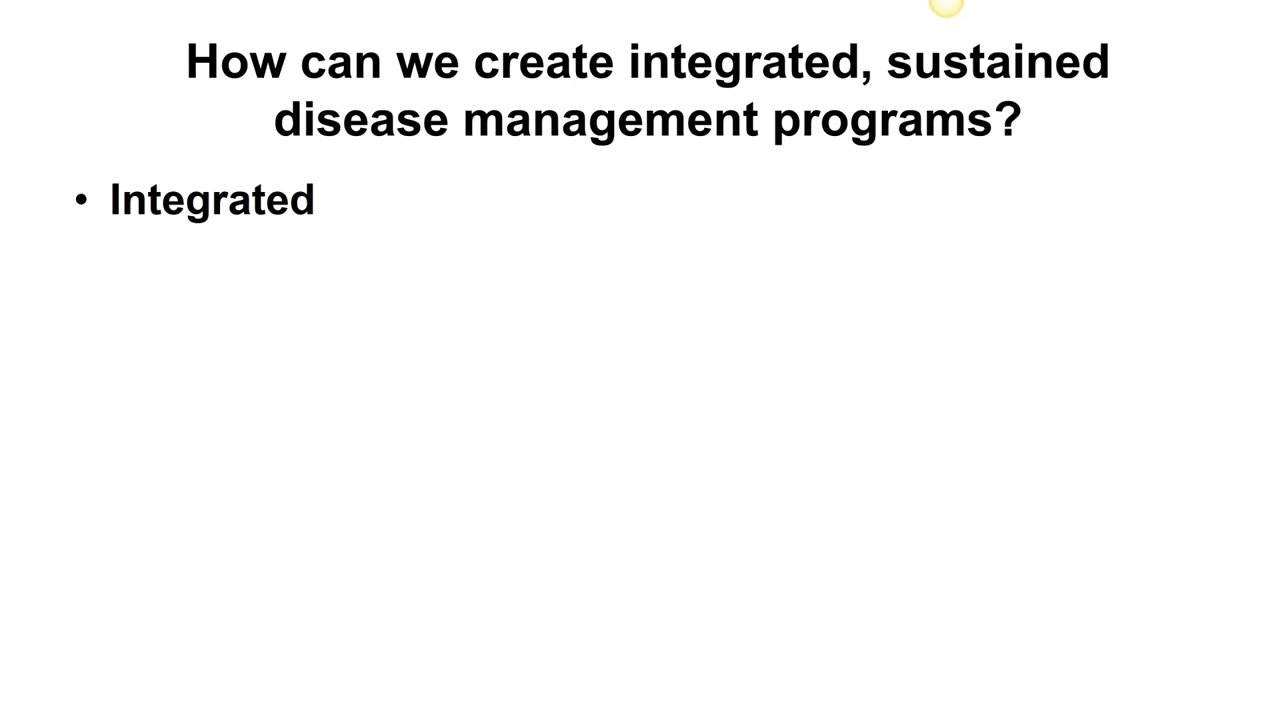 How can we create integrated, sustained
disease management programs?
• Integrated